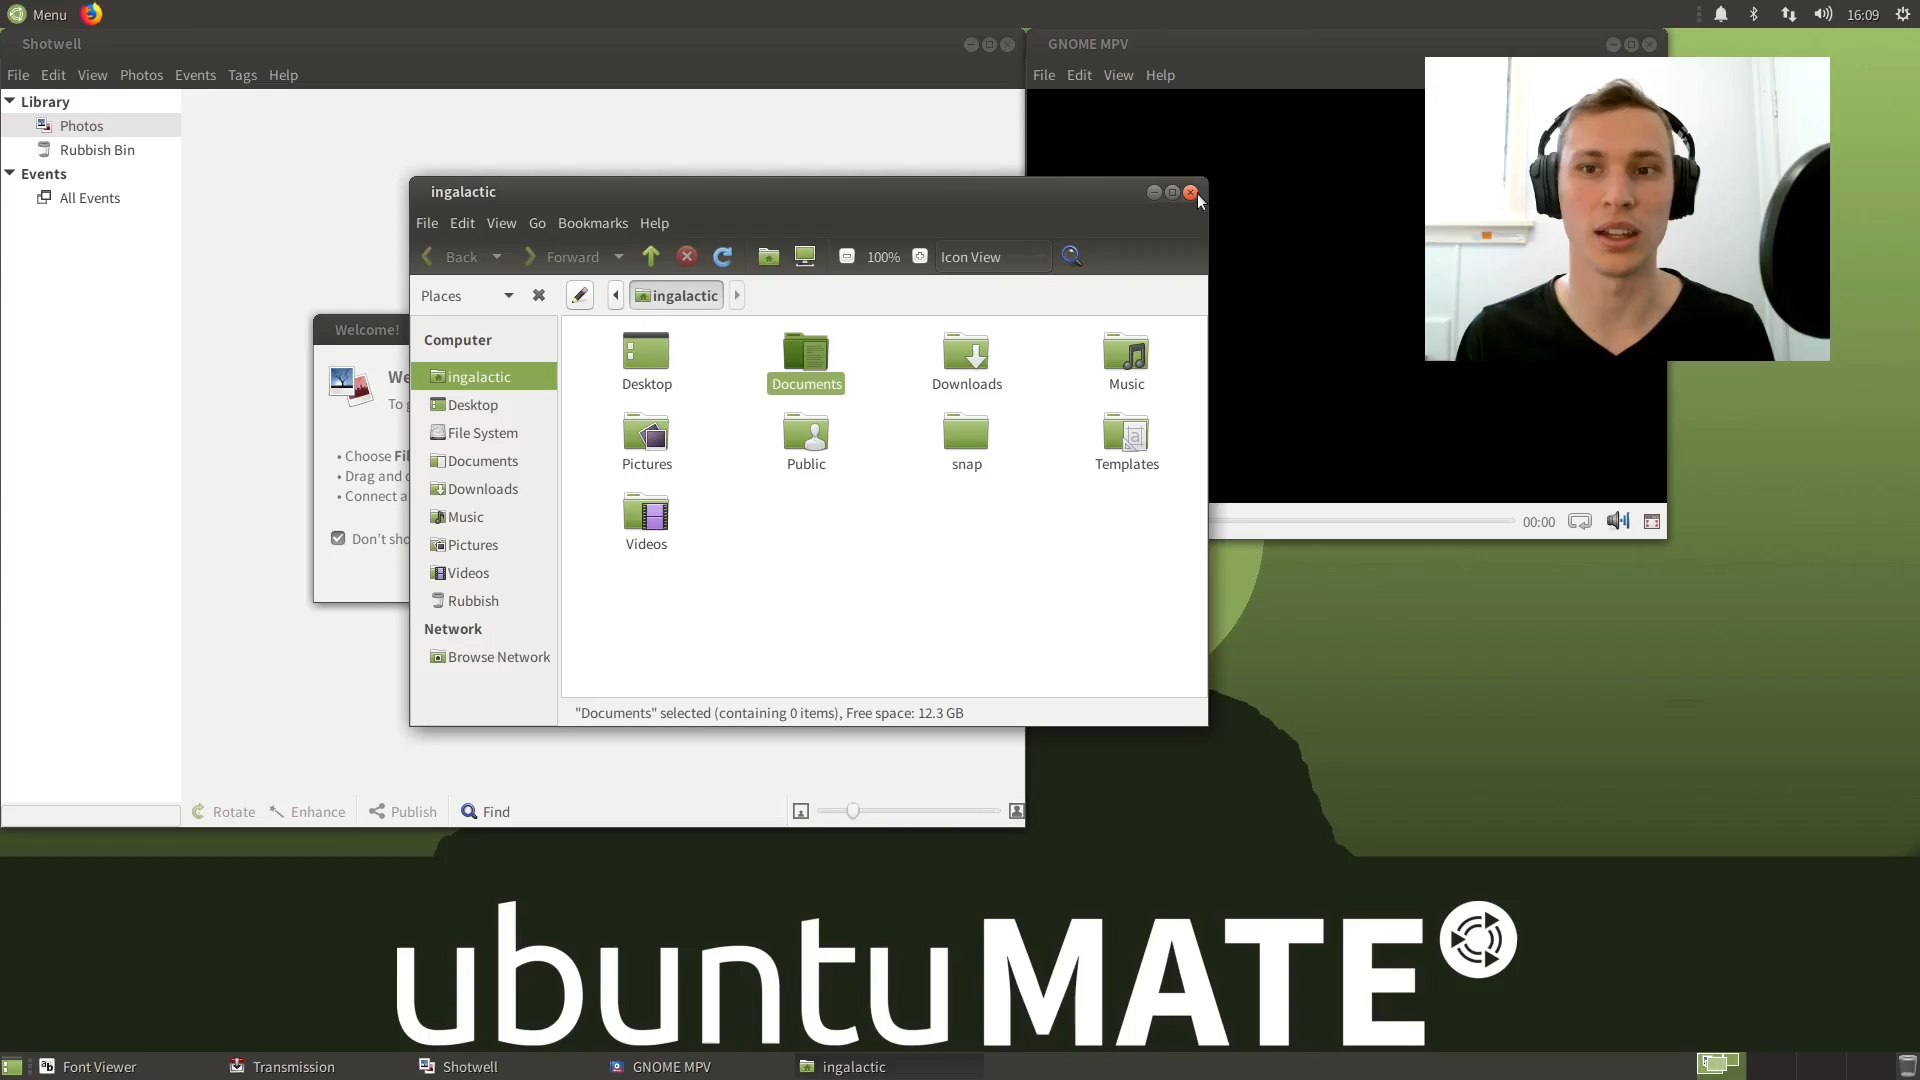 Menu
16:09
Shotwell
File Edit View Photos Events Tags Help
Library
Photos
Rubbish Bin
Events
All Events
Rotate
Enhance
Publish
Find
Welcome!
We
To g
• Choose Fil
• Drag and d
• Connect a
Don't sho
GNOME MPV
File Edit View Help
00:00
ingalactic
File Edit View Go Bookmarks Help
Back
Forward
100%
Icon View
Places
ingalactic
Computer
ingalactic
Desktop
File System
Documents
Downloads
Music
Pictures
Videos
Rubbish
Network
Browse Network
Desktop
Documents
Downloads
Music
Pictures
Public
snap
Templates
Videos
"Documents" selected (containing 0 items), Free space: 12.3 GB
ubuntu MATE
Font Viewer
Transmission
Shotwell
GNOME MPV
ingalactic